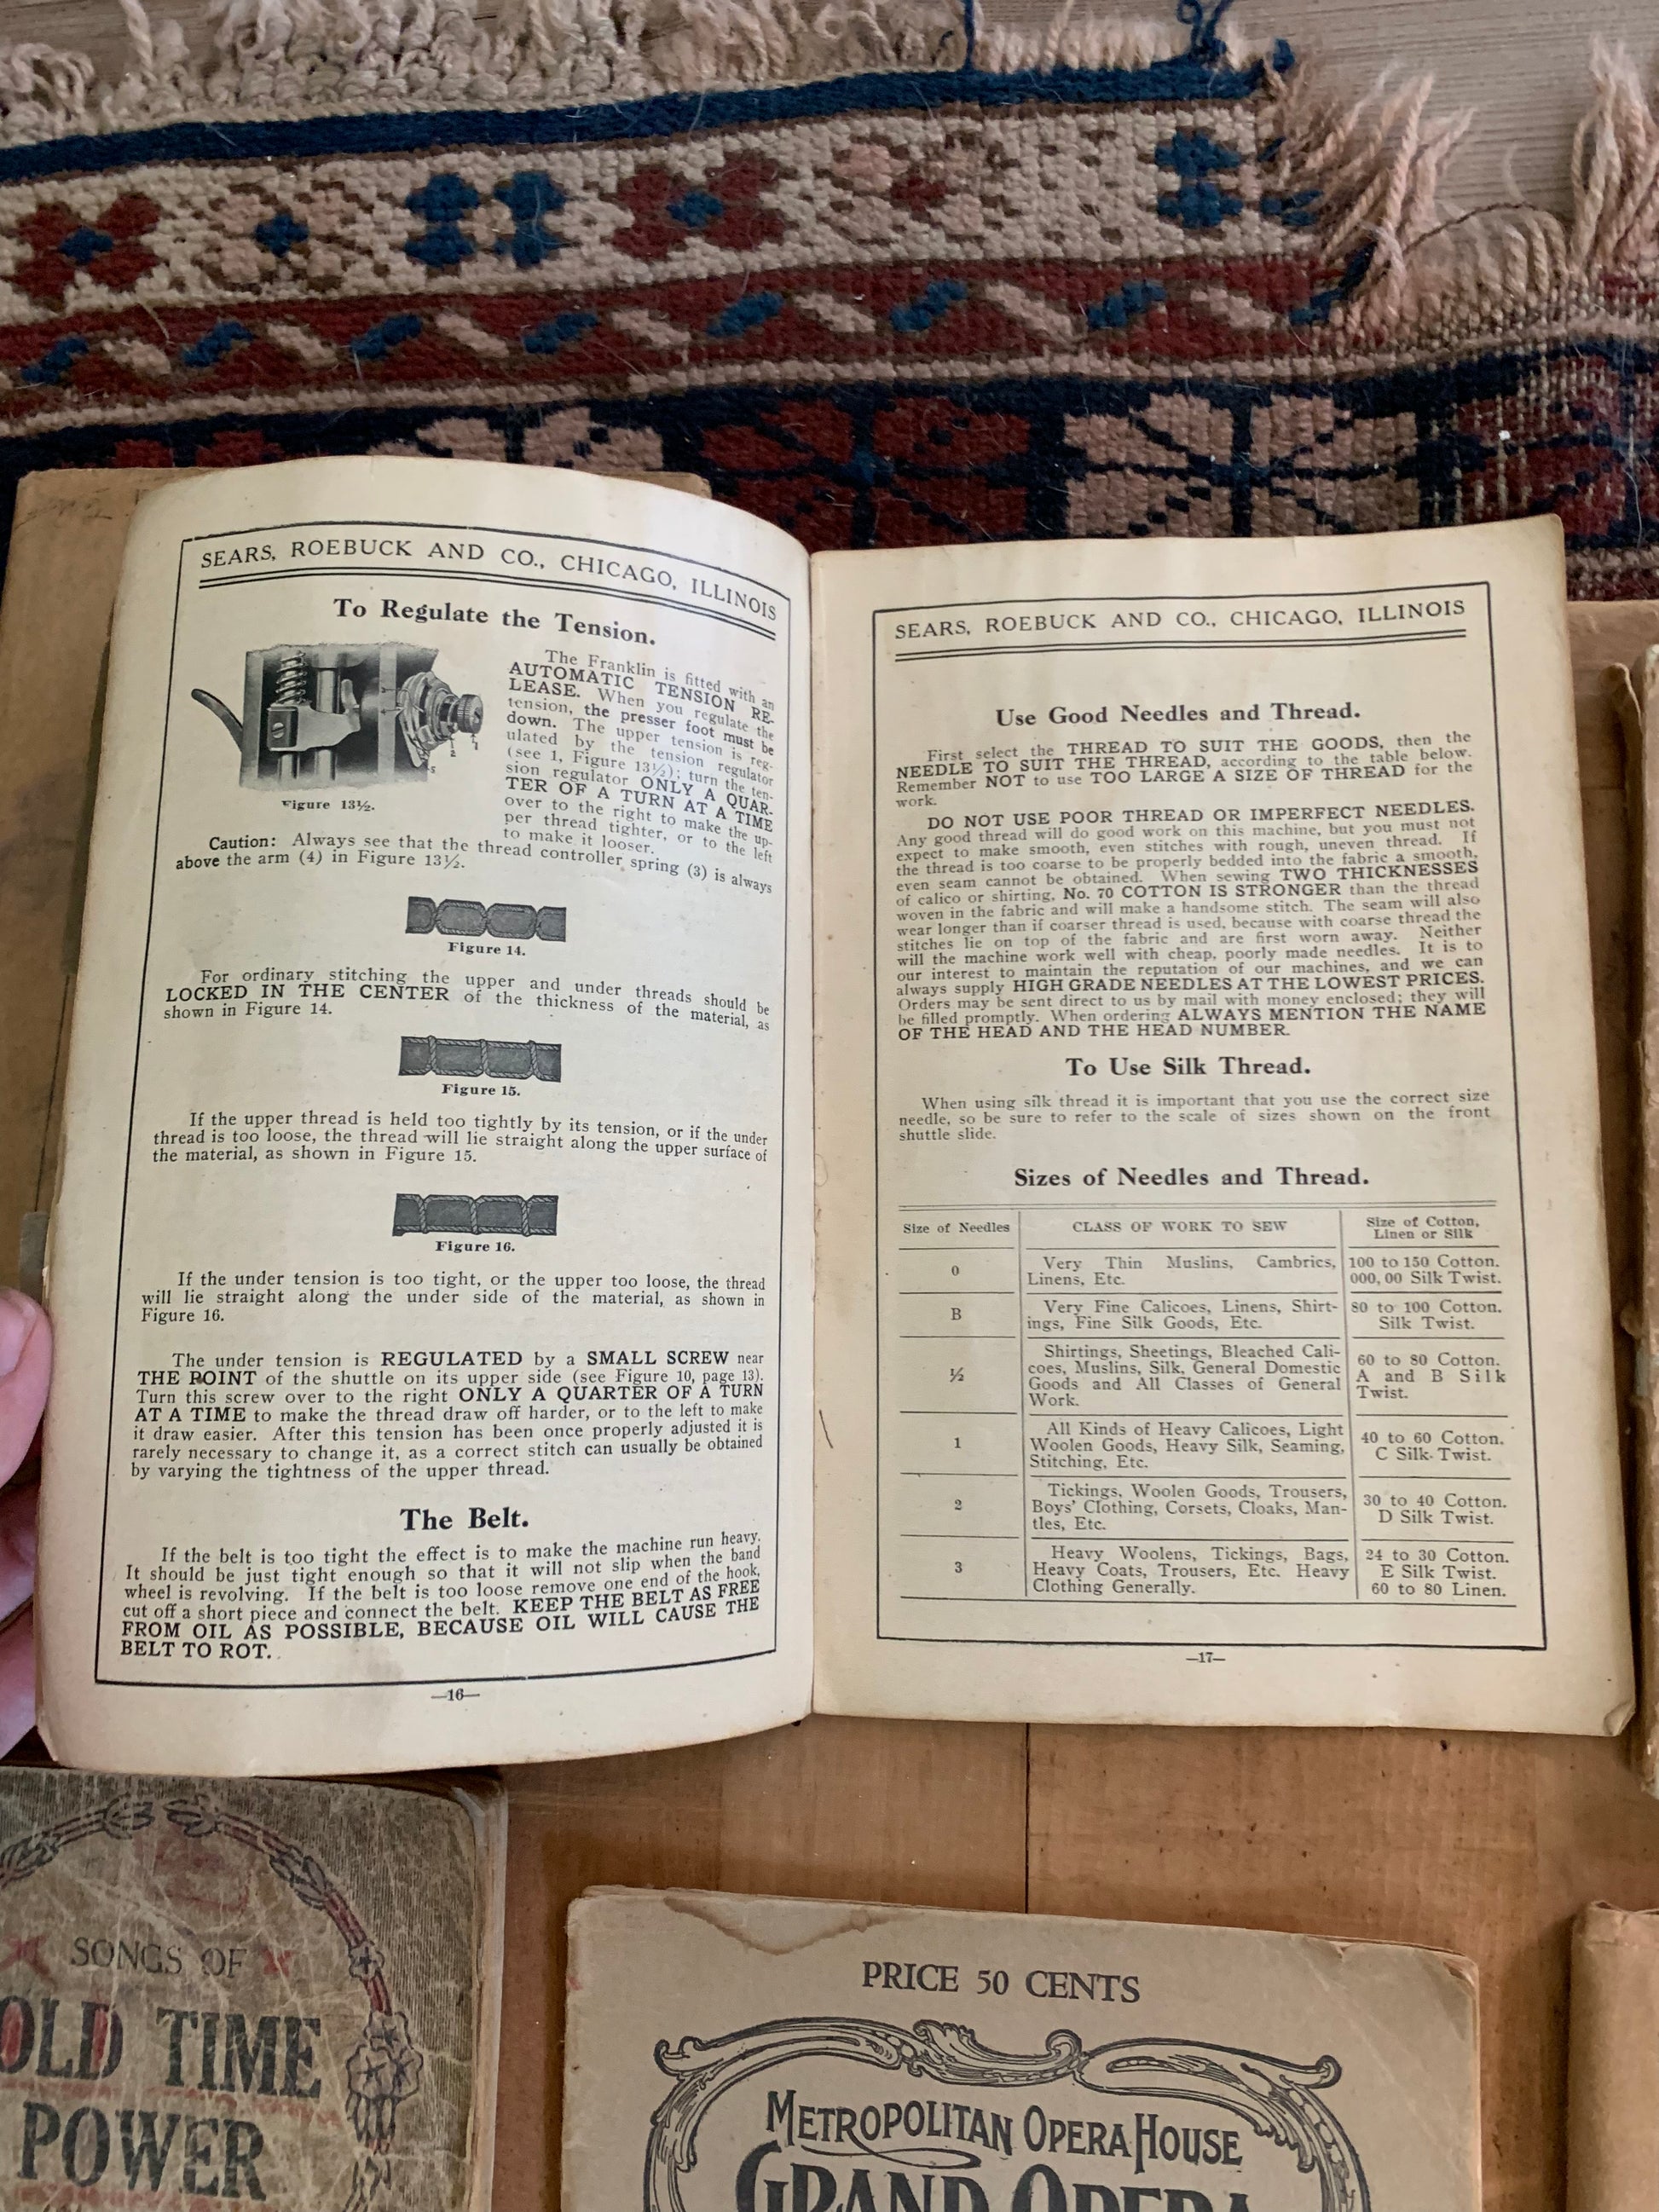 SEARS, ROEBUCK AND CO., CHICAGO, ILLINOIS
To Regulate the Tension.
The Franklin is fitted with an
AUTOMATIC TENSION RE-
LEASE. When you regulate the
tension, the presser foot must be
down. The upper tension is reg-
ulated by the tension regulator
(see 1, Figure 13½); turn the ten-
sion regulator ONLY A QUAR-
TER OF A TURN AT A TIME
over to the right to make the up-
per thread tighter, or to the left
to make it looser.
Figure 13½.
Caution: Always see that the thread controller spring (3) is always
above the arm (4) in Figure 13½.
Figure 14.
For ordinary stitching the upper and under threads should be
LOCKED IN THE CENTER of the thickness of the material, as
shown in Figure 14.
Figure 15.
If the upper thread is held too tightly by its tension, or if the under
thread is too loose, the thread will lie straight along the upper surface of
the material, as shown in Figure 15.
Figure 16.
If the under tension is too tight, or the upper too loose, the thread
will lie straight along the under side of the material, as shown in
Figure 16.
The under tension is REGULATED by a SMALL SCREW near
THE POINT of the shuttle on its upper side (see Figure 10, page 13).
Turn this screw over to the right ONLY A QUARTER OF A TURN
AT A TIME to make the thread draw off harder, or to the left to make
it draw easier. After this tension has been once properly adjusted it is
rarely necessary to change it, as a correct stitch can usually be obtained
by varying the tightness of the upper thread.
The Belt.
If the belt is too tight the effect is to make the machine run heavy.
It should be just tight enough so that it will not slip when the band
wheel is revolving. If the belt is too loose remove one end of the hook,
cut off a short piece and connect the belt. KEEP THE BELT AS FREE
FROM OIL AS POSSIBLE, BECAUSE OIL WILL CAUSE THE
BELT TO ROT.
—16—
SEARS, ROEBUCK AND CO., CHICAGO, ILLINOIS
Use Good Needles and Thread.
First select the THREAD TO SUIT THE GOODS, then the
NEEDLE TO SUIT THE THREAD, according to the table below.
Remember NOT to use TOO LARGE A SIZE OF THREAD for the
work.
DO NOT USE POOR THREAD OR IMPERFECT NEEDLES.
Any good thread will do good work on this machine, but you must not
expect to make smooth, even stitches with rough, uneven thread. If
the thread is too coarse to be properly bedded into the fabric a smooth,
even seam cannot be obtained. When sewing TWO THICKNESSES
of calico or shirting, No. 70 COTTON IS STRONGER than the thread
woven in the fabric and will make a handsome stitch. The seam will also
wear longer than if coarser thread is used, because with coarse thread the
stitches lie on top of the fabric and are first worn away. Neither
will the machine work well with cheap, poorly made needles. It is to
our interest to maintain the reputation of our machines, and we can
always supply HIGH GRADE NEEDLES AT THE LOWEST PRICES.
Orders may be sent direct to us by mail with money enclosed; they will
be filled promptly. When ordering ALWAYS MENTION THE NAME
OF THE HEAD AND THE HEAD NUMBER.
To Use Silk Thread.
When using silk thread it is important that you use the correct size
needle, so be sure to refer to the scale of sizes shown on the front
shuttle slide.
Sizes of Needles and Thread.
Size of Needles CLASS OF WORK TO SEW Size of Cotton,
Linen or Silk
0 Very Thin Muslins, Cambrics, 100 to 150 Cotton.
Linens, Etc. 000, 00 Silk Twist.
B Very Fine Calicoes, Linens, Shirt- 80 to 100 Cotton.
ings, Fine Silk Goods, Etc. Silk Twist.
½ Shirtings, Sheetings, Bleached Cali- 60 to 80 Cotton.
coes, Muslins, Silk, General Domestic A and B Silk
Goods and All Classes of General Twist.
Work.
1 All Kinds of Heavy Calicoes, Light 40 to 60 Cotton.
Woolen Goods, Heavy Silk, Seaming, C Silk Twist.
Stitching, Etc.
2 Tickings, Woolen Goods, Trousers, 30 to 40 Cotton.
Boys' Clothing, Corsets, Cloaks, Man- D Silk Twist.
tles, Etc.
3 Heavy Woolens, Tickings, Bags, 24 to 30 Cotton.
Heavy Coats, Trousers, Etc. Heavy E Silk Twist.
Clothing Generally. 60 to 80 Linen.
—17—
SONGS OF
OLD TIME
POWER
PRICE 50 CENTS
METROPOLITAN OPERA HOUSE
GRAND OPERA